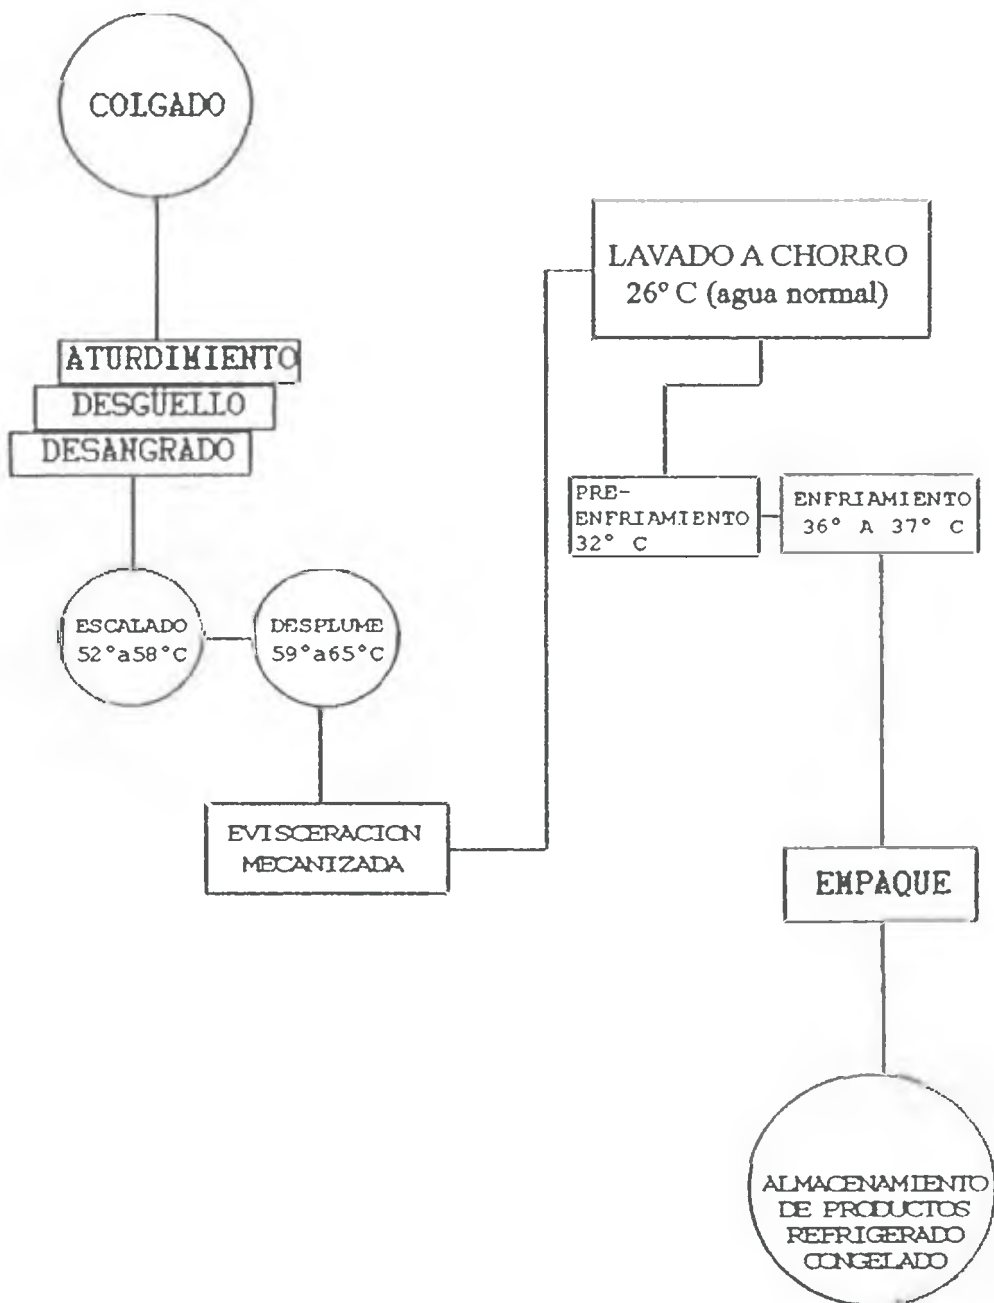 COLGADO
ATURDIMIENTO
DESGÜELLO
DESANGRADO
ESCALADO
52°a58°C
DESPLUME
59°a65°C
EVISCERACION
MECANIZADA
LAVADO A CHORRO
26° C (agua normal)
PRE-
ENFRIAMIENTO
32° C
ENFRIAMIENTO
36° A 37° C
EMPAQUE
ALMACENAMIENTO
DE PRODUCTOS
REFRIGERADO
CONGELADO